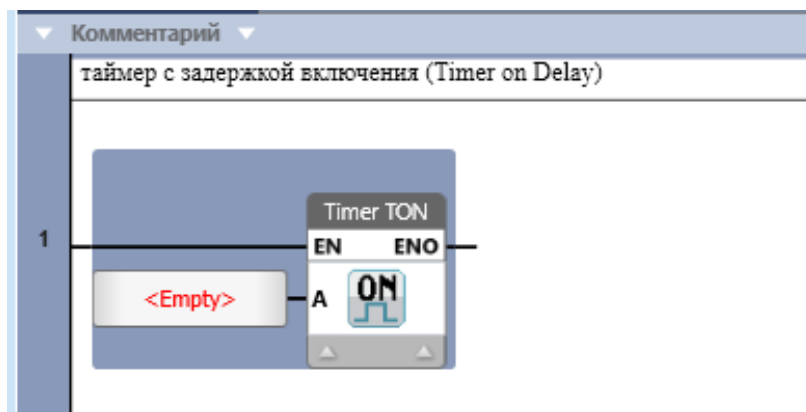 Комментарий
таймер с задержкой включения (Timer on Delay)
Timer TON
1
EN ENO
<Empty>
A
ON